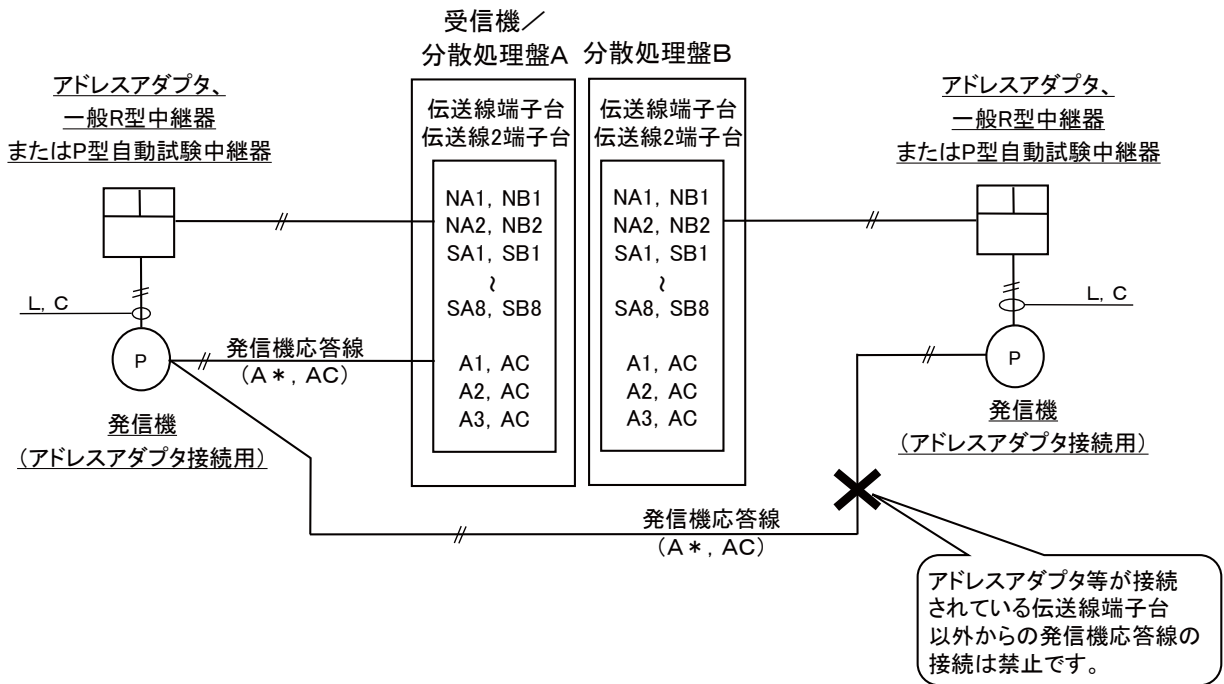 受信機/
分散処理盤A
分散処理盤B
アドレスアダプタ、
一般R型中継器
またはP型自動試験中継器
伝送線端子台
伝送線2端子台
NA1, NB1
NA2, NB2
SA1, SB1
~
SA8, SB8
A1, AC
A2, AC
A3, AC
伝送線端子台
伝送線2端子台
NA1, NB1
NA2, NB2
SA1, SB1
~
SA8, SB8
A1, AC
A2, AC
A3, AC
アドレスアダプタ、
一般R型中継器
またはP型自動試験中継器
L, C
P
発信機応答線
(A*, AC)
発信機
(アドレスアダプタ接続用)
L, C
P
発信機
(アドレスアダプタ接続用)
発信機応答線
(A*, AC)
アドレスアダプタ等が接続
されている伝送線端子台
以外からの発信機応答線の
接続は禁止です。